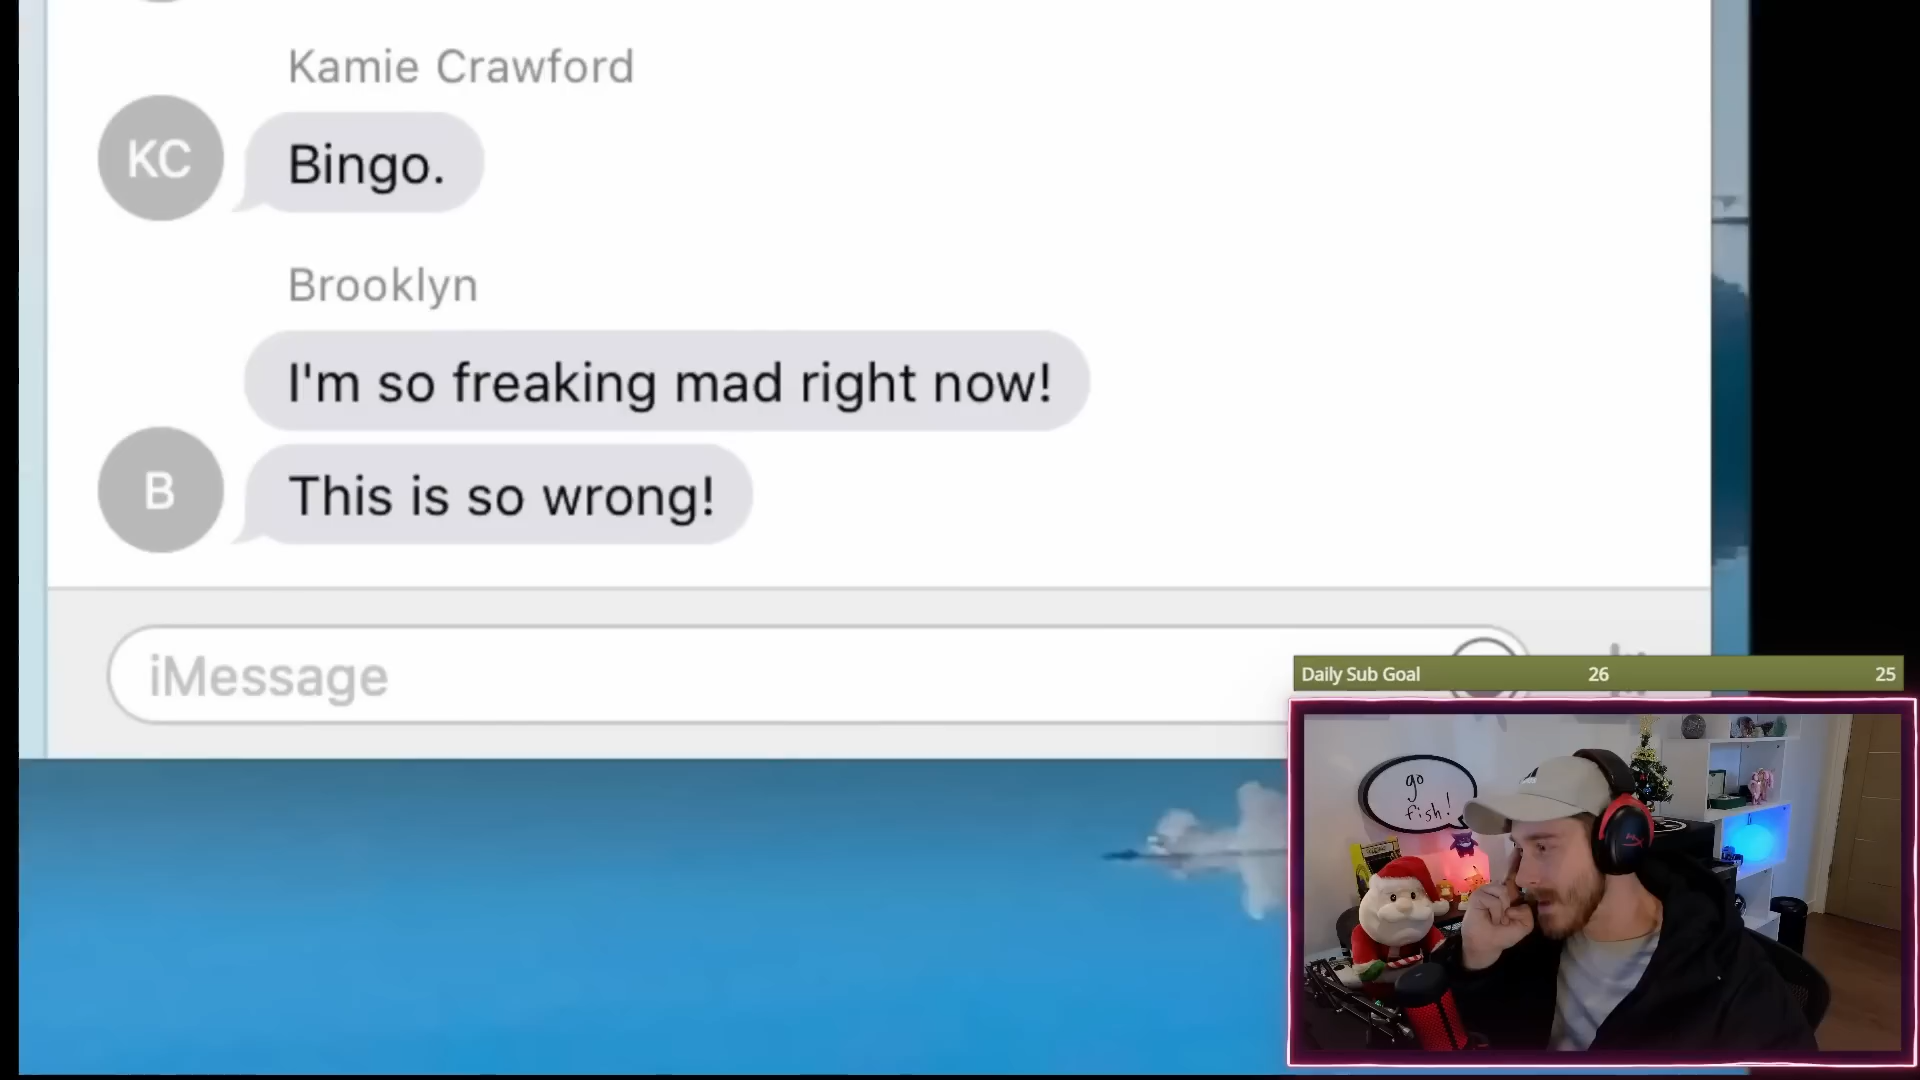 Kamie Crawford
KC
Bingo.
Brooklyn
I'm so freaking mad right now!
B
This is so wrong!
iMessage
Daily Sub Goal 26 25
go
fish!